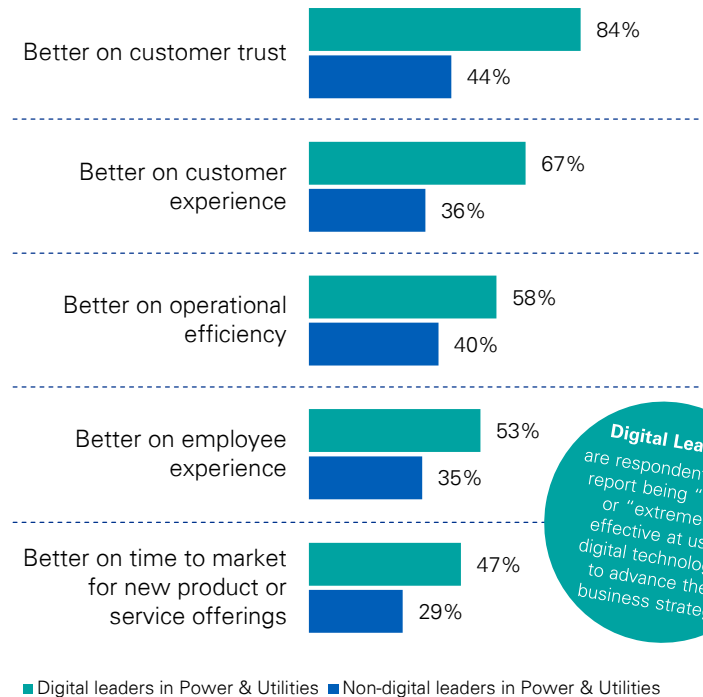 Better on customer trust
84%
44%
Better on customer
experience
67%
36%
Better on operational
efficiency
58%
40%
Better on employee
experience
53%
35%
Better on time to market
for new product or
service offerings
47%
29%
Digital
are
report being "
or
effective at
digital
to advance
business
Digital leaders in Power & Utilities
Non-digital leaders in Power & Utilities